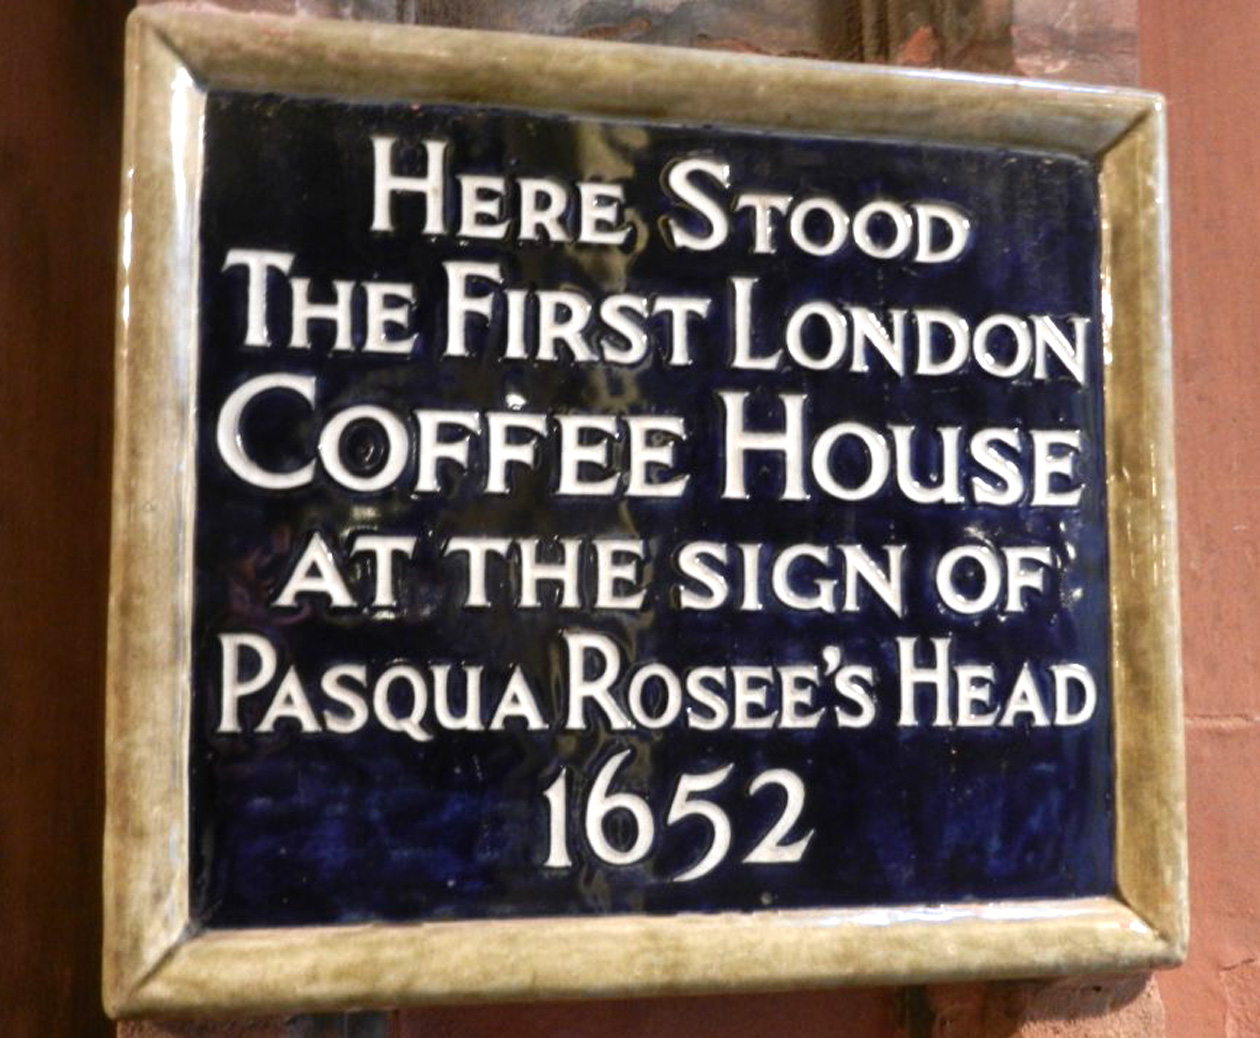 Here Stood
The First London
Coffee House
at the sign of
Pasqua Rosee's Head
1652